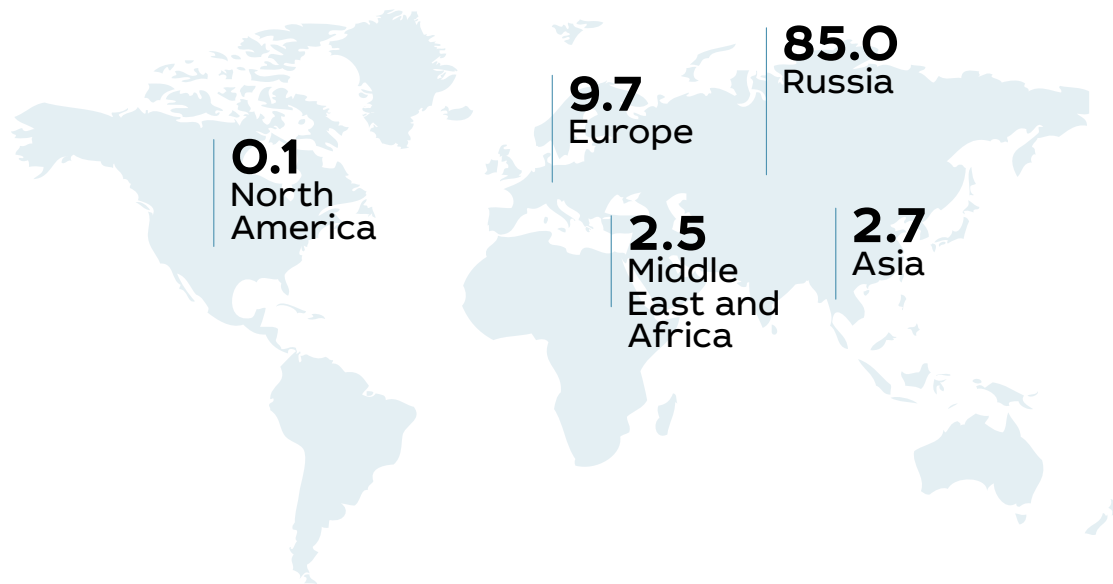 85.0
Russia
9.7
Europe
0.1
North
America
2.5
Middle
East and
Africa
2.7
Asia